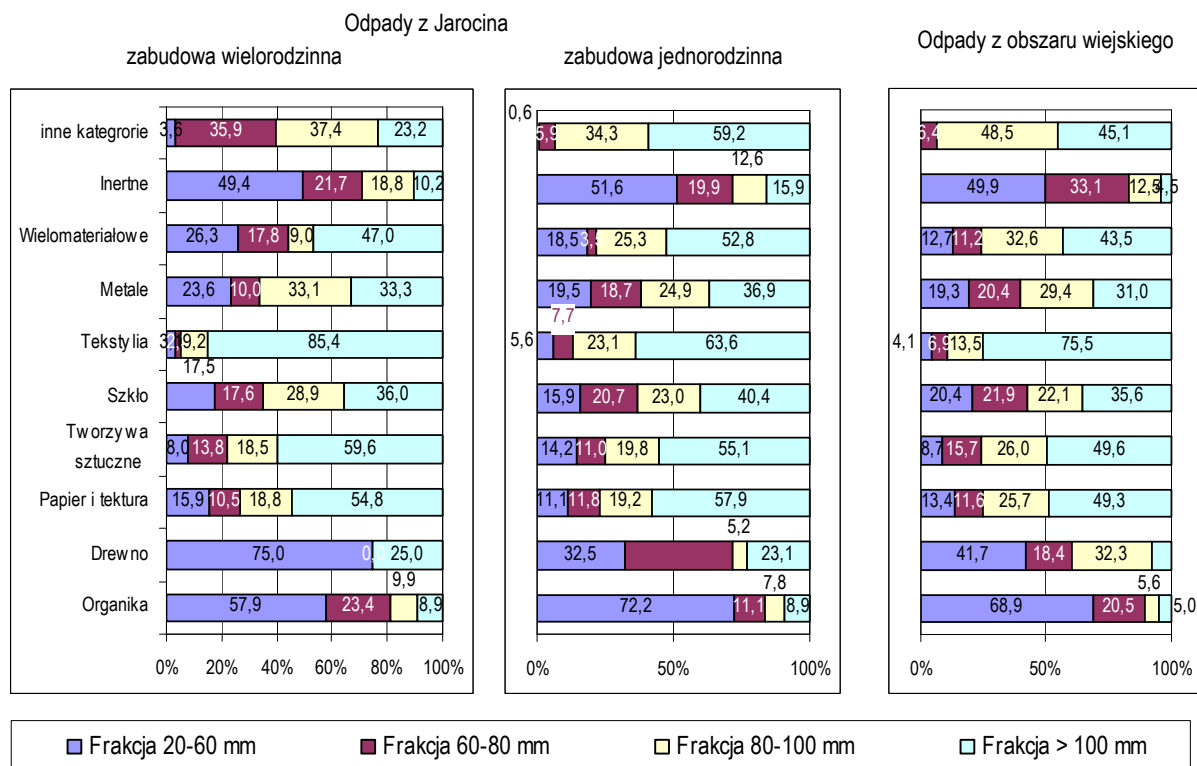 Odpady z Jarocina
zabudowa wielorodzinna
zabudowa jednorodzinna
Odpady z obszaru wiejskiego
inne kategrorie
3,6 35,9 37,4 23,2
0,6
5,9 34,3 59,2
6,4 48,5 45,1
Inertne
49,4 21,7 18,8 10,2
12,6
51,6 19,9 15,9
49,9 33,1 12,5 4,5
Wielomateriałowe
26,3 17,8 9,0 47,0
18,5 25,3 52,8
12,7 11,2 32,6 43,5
Metale
23,6 10,0 33,1 33,3
19,5 18,7 24,9 36,9
19,3 20,4 29,4 31,0
Tekstylia
9,2 85,4
7,7
5,6 23,1 63,6
4,1 6,9 13,5 75,5
Szkło
17,5
17,6 28,9 36,0
15,9 20,7 23,0 40,4
20,4 21,9 22,1 35,6
Tworzywa
sztuczne
8,0 13,8 18,5 59,6
14,2 11,0 19,8 55,1
8,7 15,7 26,0 49,6
Papier i tektura
15,9 10,5 18,8 54,8
11,1 11,8 19,2 57,9
13,4 11,6 25,7 49,3
Drewno
75,0 0,0 25,0
5,2
32,5 23,1
41,7 18,4 32,3
Organika
9,9
57,9 23,4 8,9
7,8
72,2 11,1 8,9
5,6
68,9 20,5 5,0
0% 20% 40% 60% 80% 100%
0% 50% 100%
0% 50% 100%
Frakcja 20-60 mm
Frakcja 60-80 mm
Frakcja 80-100 mm
Frakcja > 100 mm